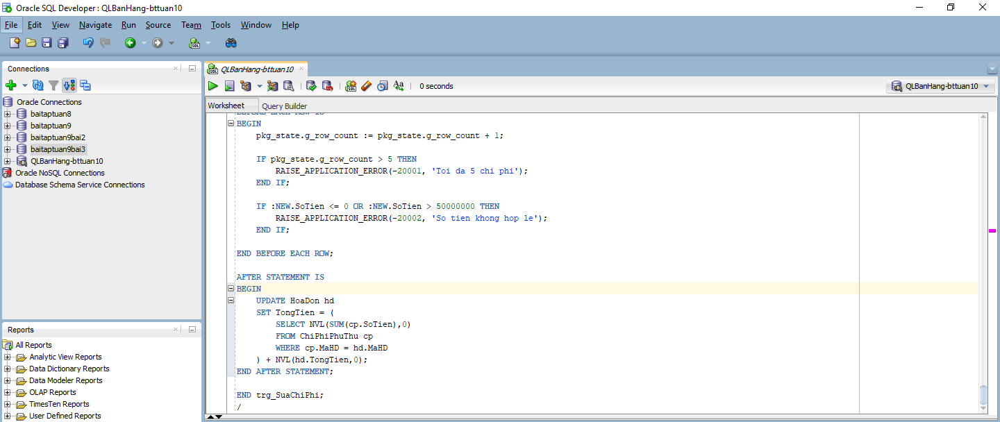 Oracle SQL Developer : QLBanHang-bttuan10
File Edit View Navigate Run Source Team Tools Window Help
Connections
Oracle Connections
baitaptuan8
baitaptuan9
baitaptuan9bai2
baitaptuan9bai3
QLBanHang-bttuan10
Oracle NoSQL Connections
Database Schema Service Connections
Reports
All Reports
Analytic View Reports
Data Dictionary Reports
Data Modeler Reports
OLAP Reports
TimesTen Reports
User Defined Reports
QLBanHang-bttuan10
0 seconds
QLBanHang-bttuan10
Worksheet Query Builder
BEFORE EACH ROW IS
BEGIN
pkg_state.g_row_count := pkg_state.g_row_count + 1;
IF pkg_state.g_row_count > 5 THEN
RAISE_APPLICATION_ERROR(-20001, 'Toi da 5 chi phi');
END IF;
IF :NEW.SoTien <= 0 OR :NEW.SoTien > 50000000 THEN
RAISE_APPLICATION_ERROR(-20002, 'So tien khong hop le');
END IF;
END BEFORE EACH ROW;
AFTER STATEMENT IS
BEGIN
UPDATE HoaDon hd
SET TongTien = (
SELECT NVL(SUM(cp.SoTien),0)
FROM ChiPhiPhuThu cp
WHERE cp.MaHD = hd.MaHD
) + NVL(hd.TongTien,0);
END AFTER STATEMENT;
END trg_SuaChiPhi;
/